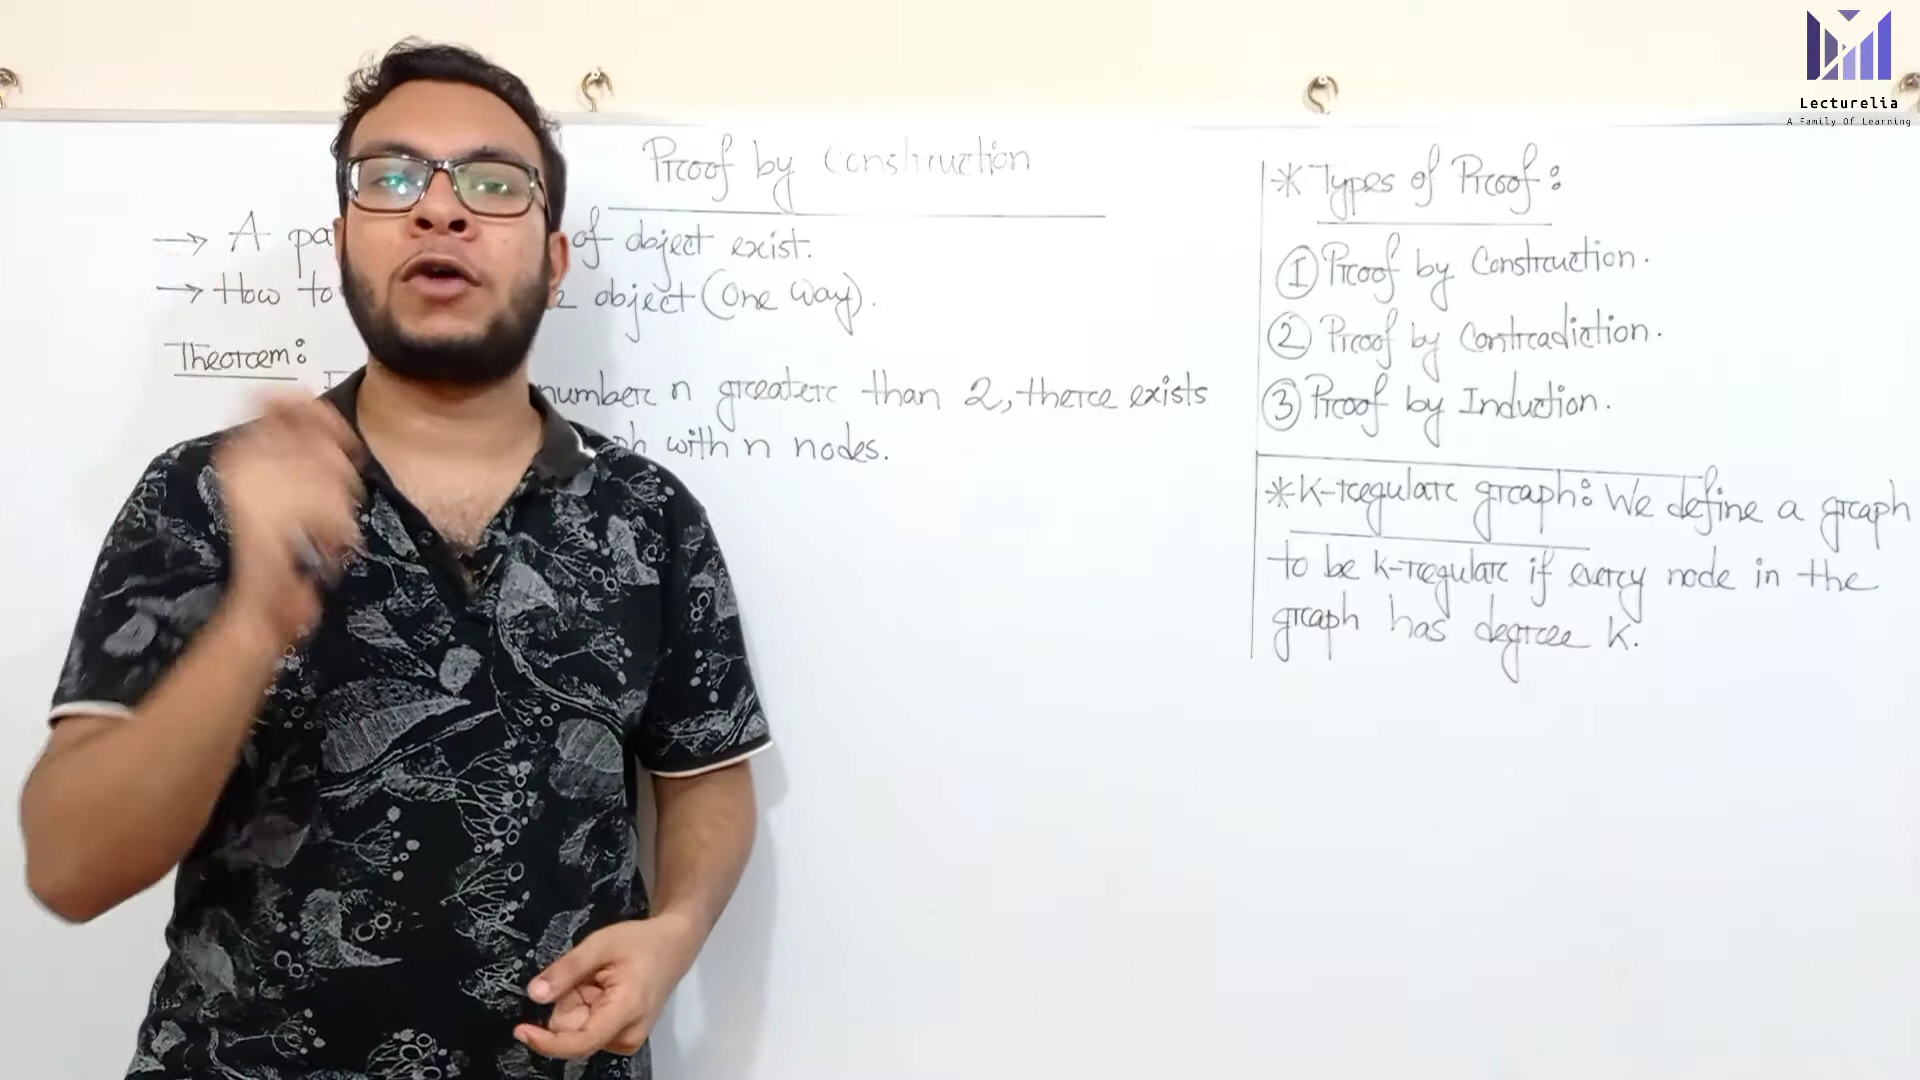 Lecturelia
A Family Of Learning
Proof by Construction
→ A of object exist.
→ How to object (One Way).
Theorem:
number n greater than 2, there exists
with n nodes.
* Types of Proof:
① Proof by Construction.
② Proof by Contradiction.
③ Proof by Induction.
* K-regular graph: We define a graph
to be k-regular if every node in the
graph has degree k.